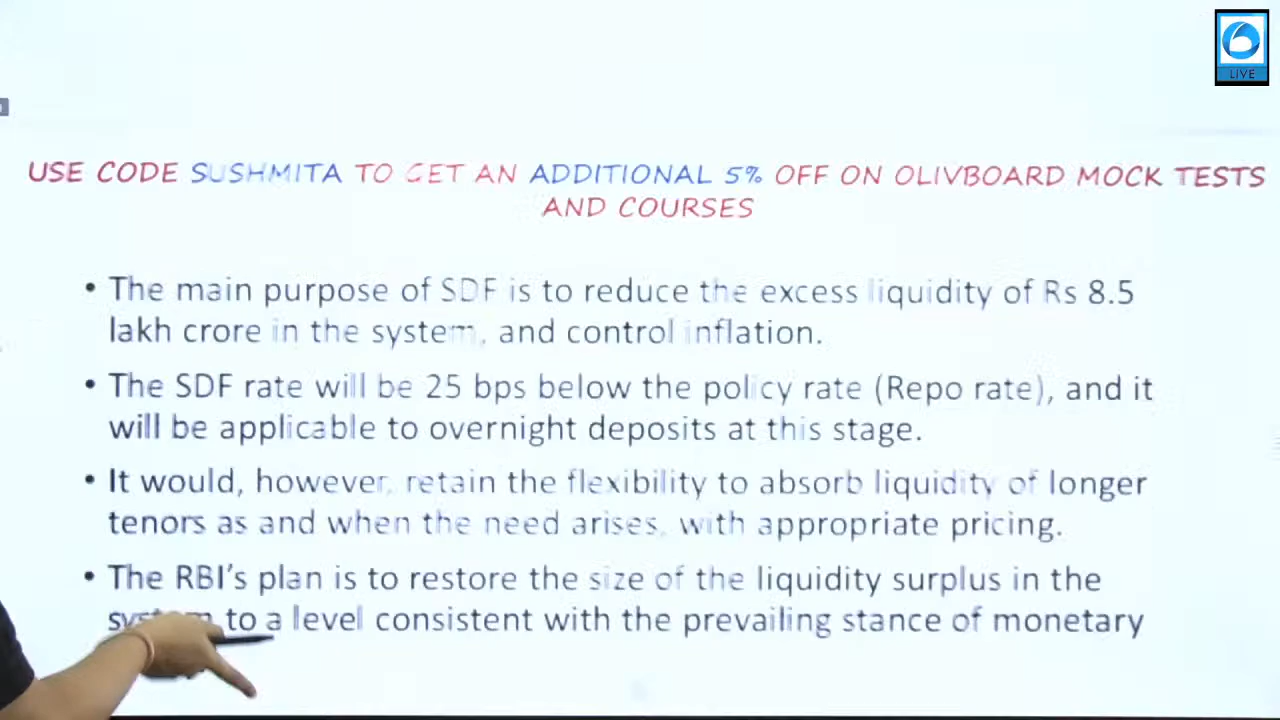 LIVE
USE CODE SUSHMITA TO GET AN ADDITIONAL 5% OFF ON OLIVBOARD MOCK TESTS
AND COURSES
• The main purpose of SDF is to reduce the excess liquidity of Rs 8.5
lakh crore in the system, and control inflation.
• The SDF rate will be 25 bps below the policy rate (Repo rate), and it
will be applicable to overnight deposits at this stage.
• It would, however, retain the flexibility to absorb liquidity of longer
tenors as and when the need arises, with appropriate pricing.
• The RBI's plan is to restore the size of the liquidity surplus in the
system to a level consistent with the prevailing stance of monetary